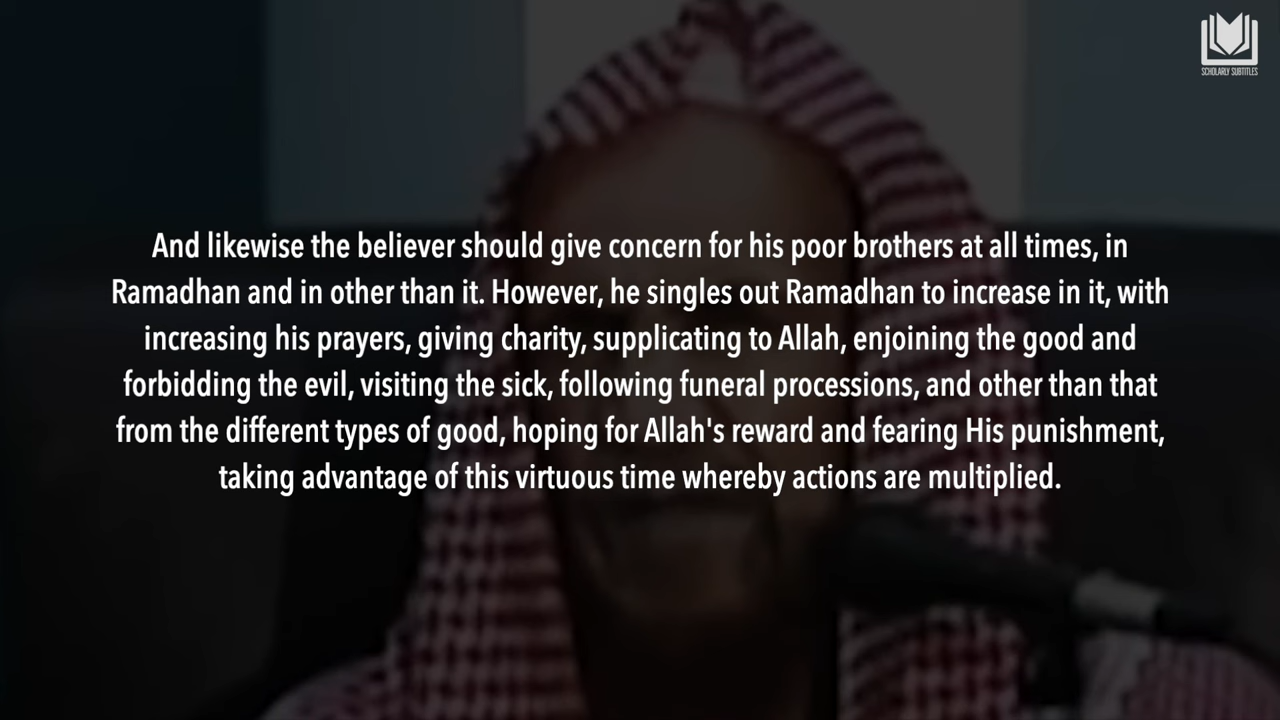 SCHOLARLY SUBTITLES
And likewise the believer should give concern for his poor brothers at all times, in
Ramadhan and in other than it. However, he singles out Ramadhan to increase in it, with
increasing his prayers, giving charity, supplicating to Allah, enjoining the good and
forbidding the evil, visiting the sick, following funeral processions, and other than that
from the different types of good, hoping for Allah's reward and fearing His punishment,
taking advantage of this virtuous time whereby actions are multiplied.